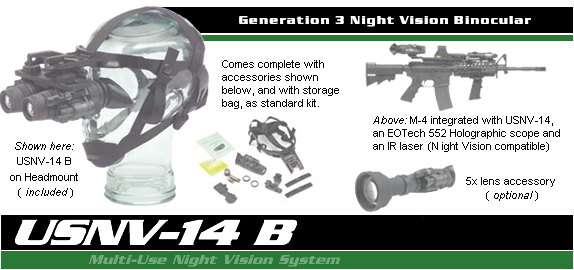 Generation 3 Night Vision Binocular
Comes complete with
accessories shown
below, and with storage
bag, as standard kit.
Above: M-4 integrated with USNV-14,
an EOTech 552 Holographic scope and
an IR laser (Night Vision compatible)
Shown here:
USNV-14 B
on Headmount
( included )
5x lens accessory
( optional )
USNV-14 B
Multi-Use Night Vision System